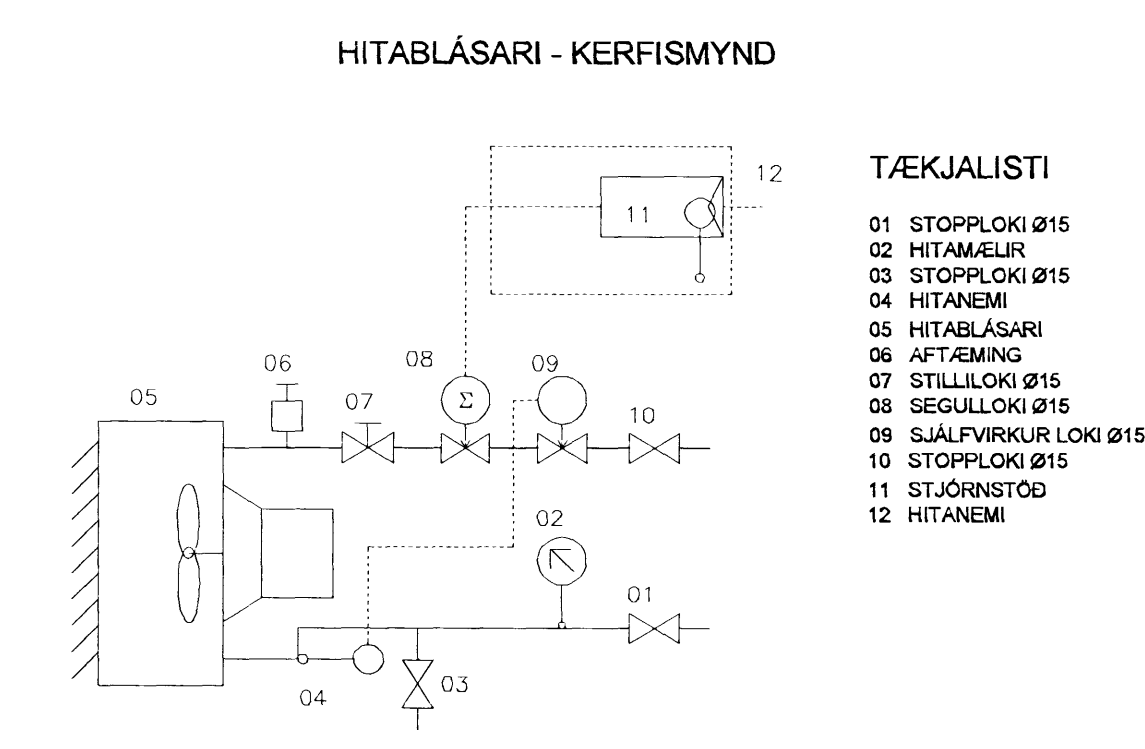 HITABLÁSARI - KERFISMYND
12
TÆKJALISTI
11
01 STOPPLOKI Ø15
02 HITAMÆLIR
03 STOPPLOKI Ø15
04 HITANEMI
05 HITABLÁSARI
06 AFTÆMING
07 STILLILOKI Ø15
08 SEGULLOKI Ø15
09 SJÁLFVIRKUR LOKI Ø15
10 STOPPLOKI Ø15
11 STJÓRNSTÖÐ
12 HITANEMI
06
08
09
05
07
Σ
10
02
01
04
03